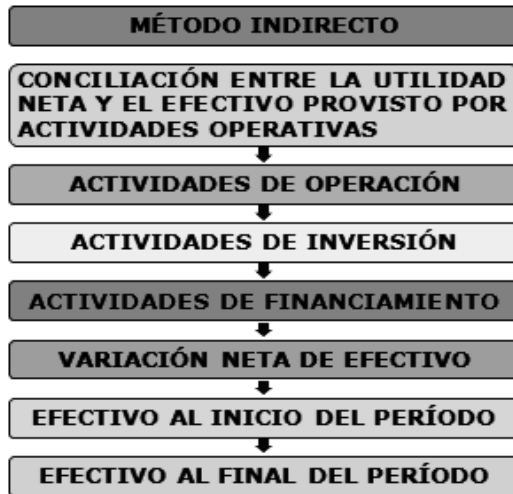 MÉTODO INDIRECTO
CONCILIACIÓN ENTRE LA UTILIDAD
NETA Y EL EFECTIVO PROVISTO POR
ACTIVIDADES OPERATIVAS
ACTIVIDADES DE OPERACIÓN
ACTIVIDADES DE INVERSIÓN
ACTIVIDADES DE FINANCIAMIENTO
VARIACIÓN NETA DE EFECTIVO
EFECTIVO AL INICIO DEL PERÍODO
EFECTIVO AL FINAL DEL PERÍODO